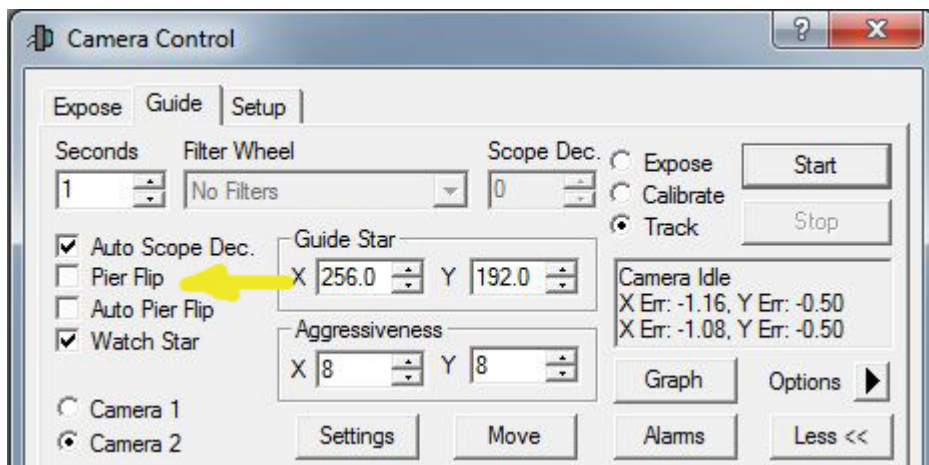 Camera Control
Expose Guide Setup
Seconds Filter Wheel Scope Dec.
1 No Filters 0
Expose
Calibrate
Track
Start
Stop
Auto Scope Dec.
Pier Flip
Auto Pier Flip
Watch Star
Guide Star
X 256.0 Y 192.0
Aggressiveness
X 8 Y 8
Camera Idle
X Err: -1.16, Y Err: -0.50
X Err: -1.08, Y Err: -0.50
Graph Options
Camera 1
Camera 2
Settings Move Alarms Less <<